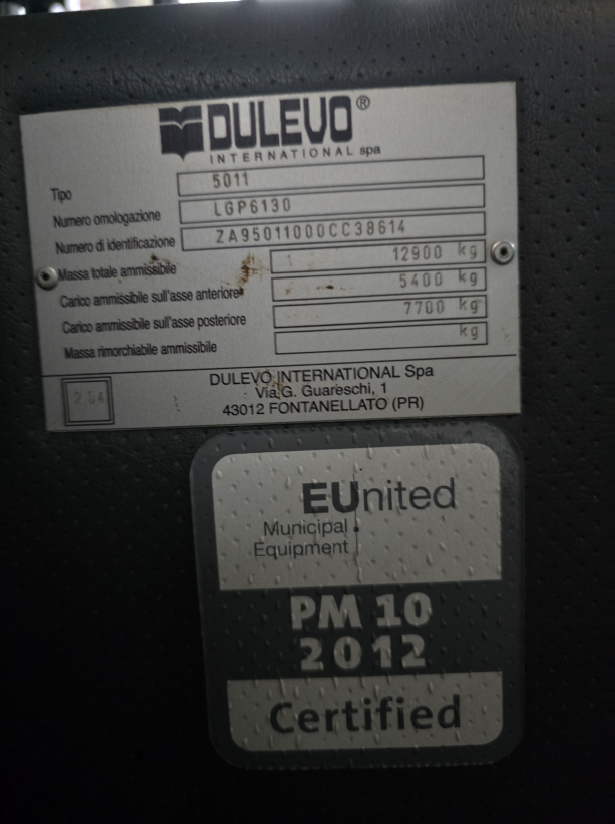 DULEVO®
INTERNATIONAL spa
Tipo 5011
Numero omologazione LGP6130
Numero di identificazione ZA95011000CC38614
Massa totale ammissibile 12900 kg
Carico ammissibile sull'asse anteriore 5400 kg
Carico ammissibile sull'asse posteriore 7700 kg
Massa rimorchiabile ammissibile kg
DULEVO INTERNATIONAL Spa
Via G. Guareschi, 1
43012 FONTANELLATO (PR)
EUnited
Municipal
Equipment
PM 10
2012
Certified